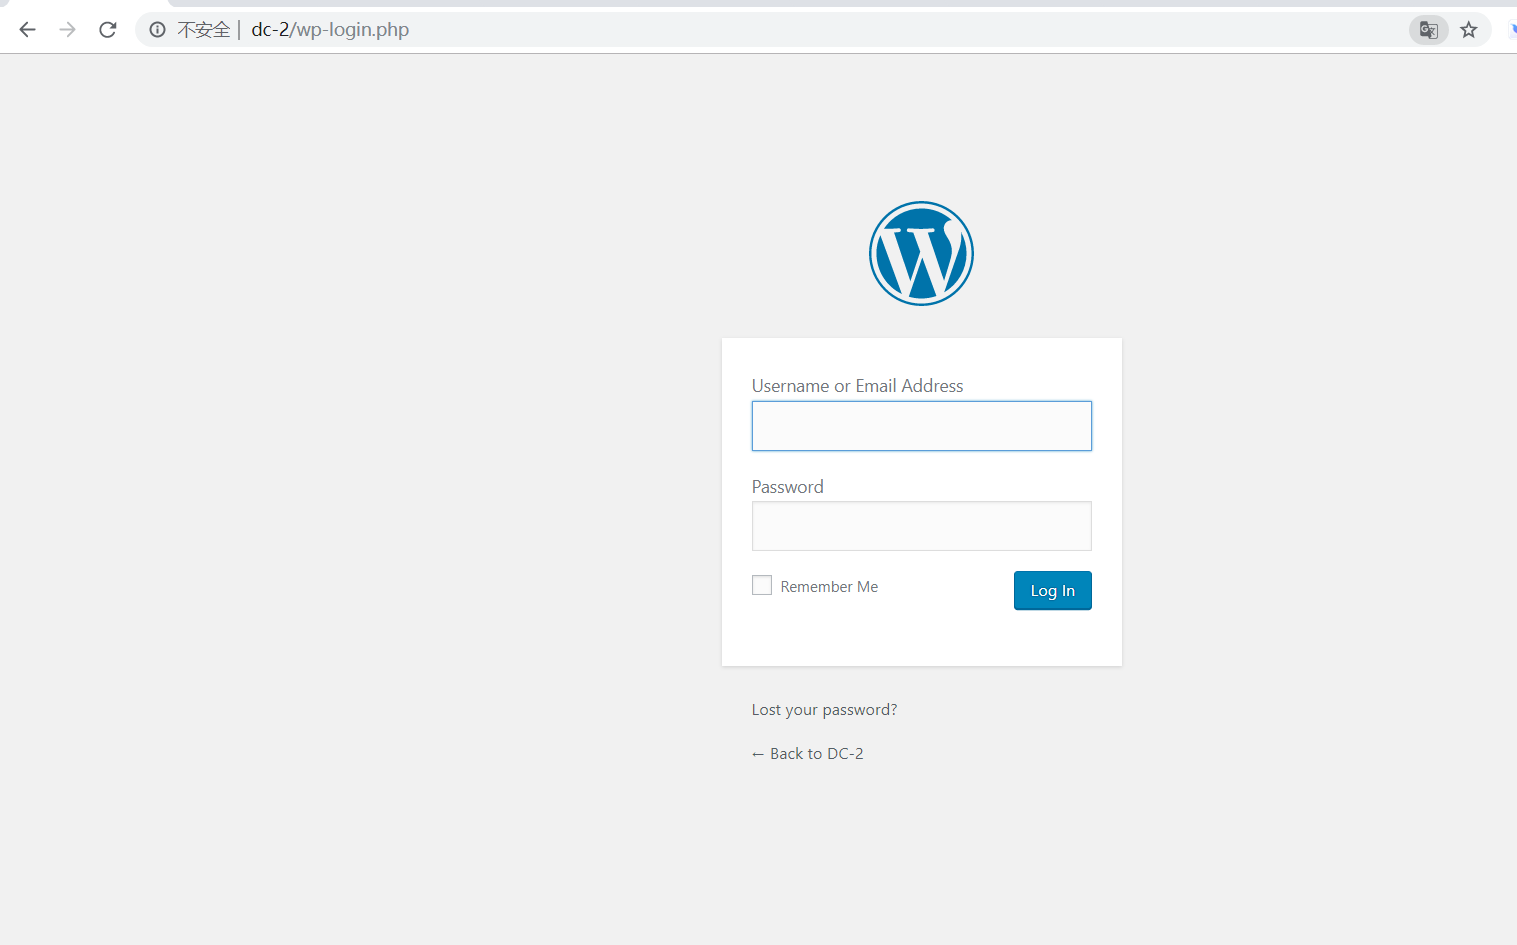 不安全 | dc-2/wp-login.php
Username or Email Address
Password
Remember Me
Log In
Lost your password?
← Back to DC-2